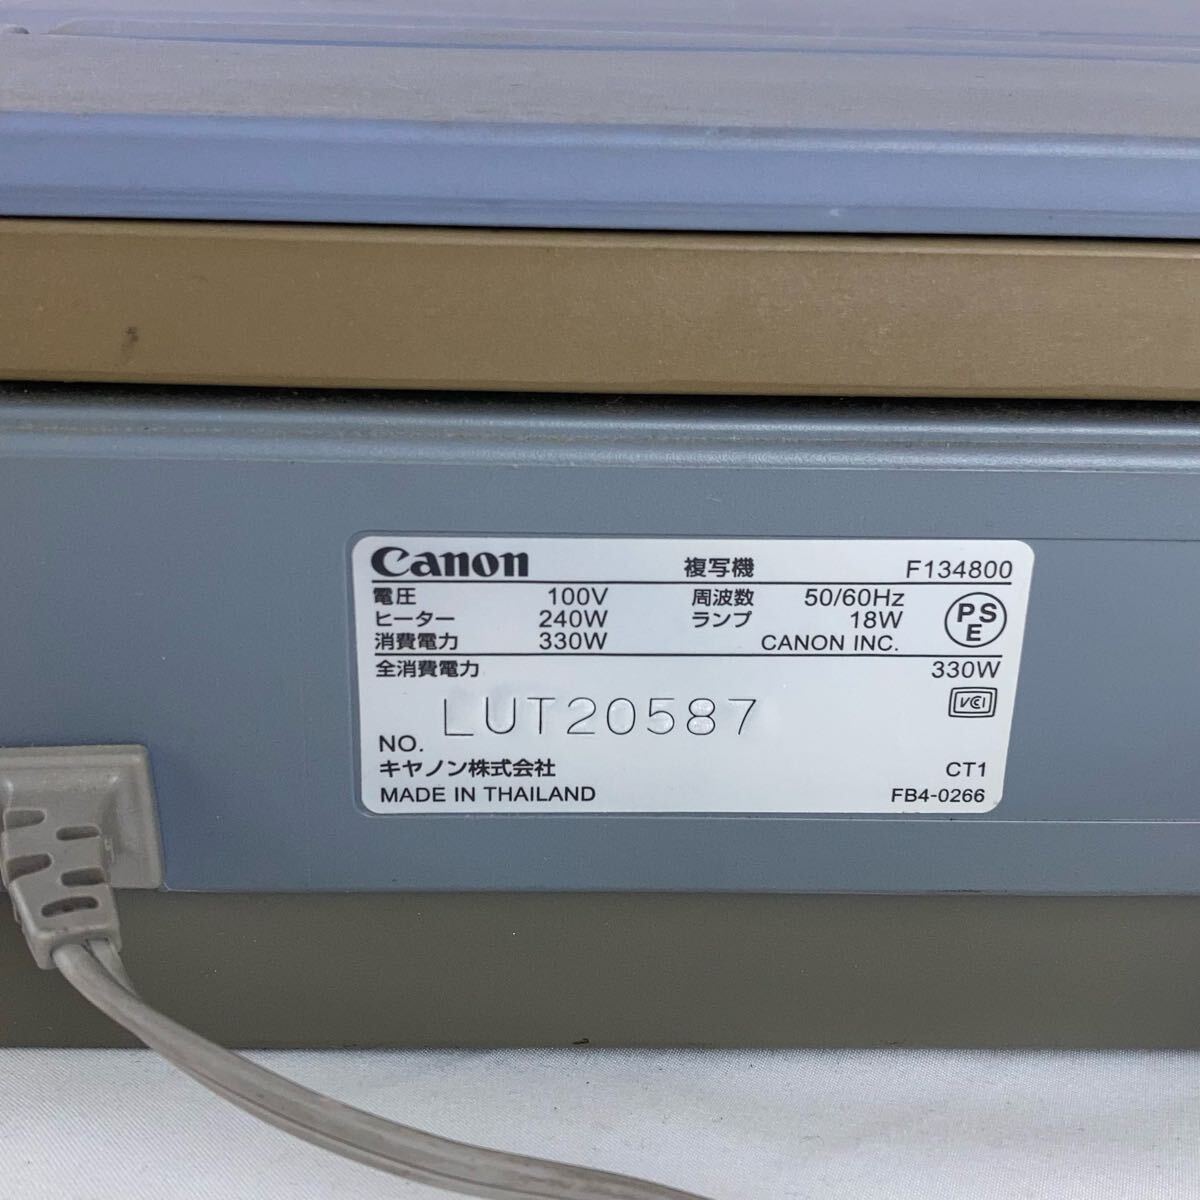 Canon 複写機 F134800
電圧 100V 周波数 50/60Hz
ヒーター 240W ランプ 18W
消費電力 330W CANON INC.
PSE
全消費電力 330W
VCCI
NO. LUT20587
キヤノン株式会社 CT1
MADE IN THAILAND FB4-0266